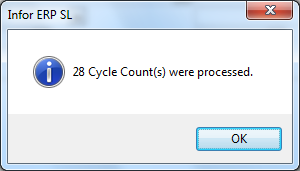 Infor ERP SL
28 Cycle Count(s) were processed.
OK